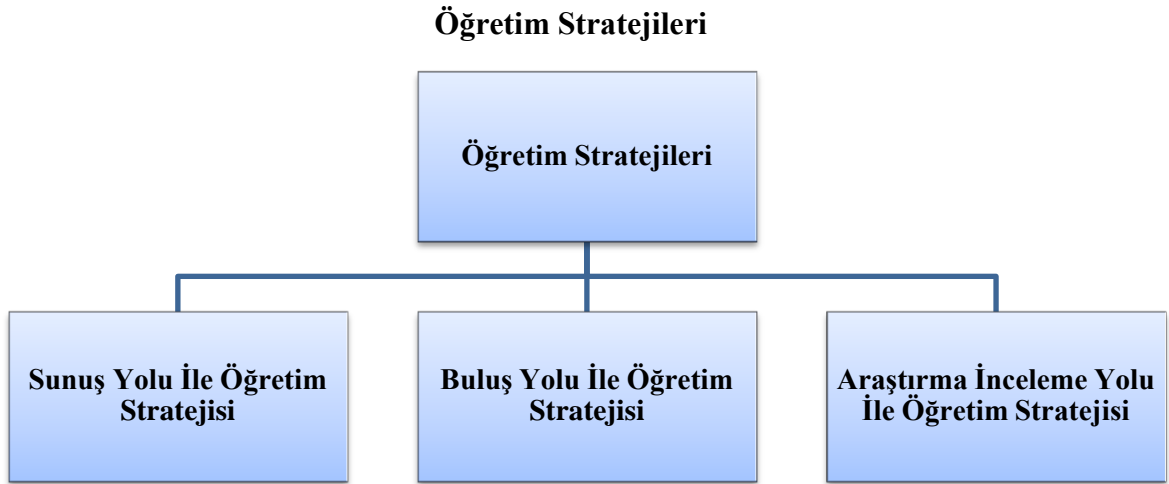 Öğretim Stratejileri
Öğretim Stratejileri
Sunuş Yolu İle Öğretim
Stratejisi
Buluş Yolu İle Öğretim
Stratejisi
Araştırma İnceleme Yolu
İle Öğretim Stratejisi